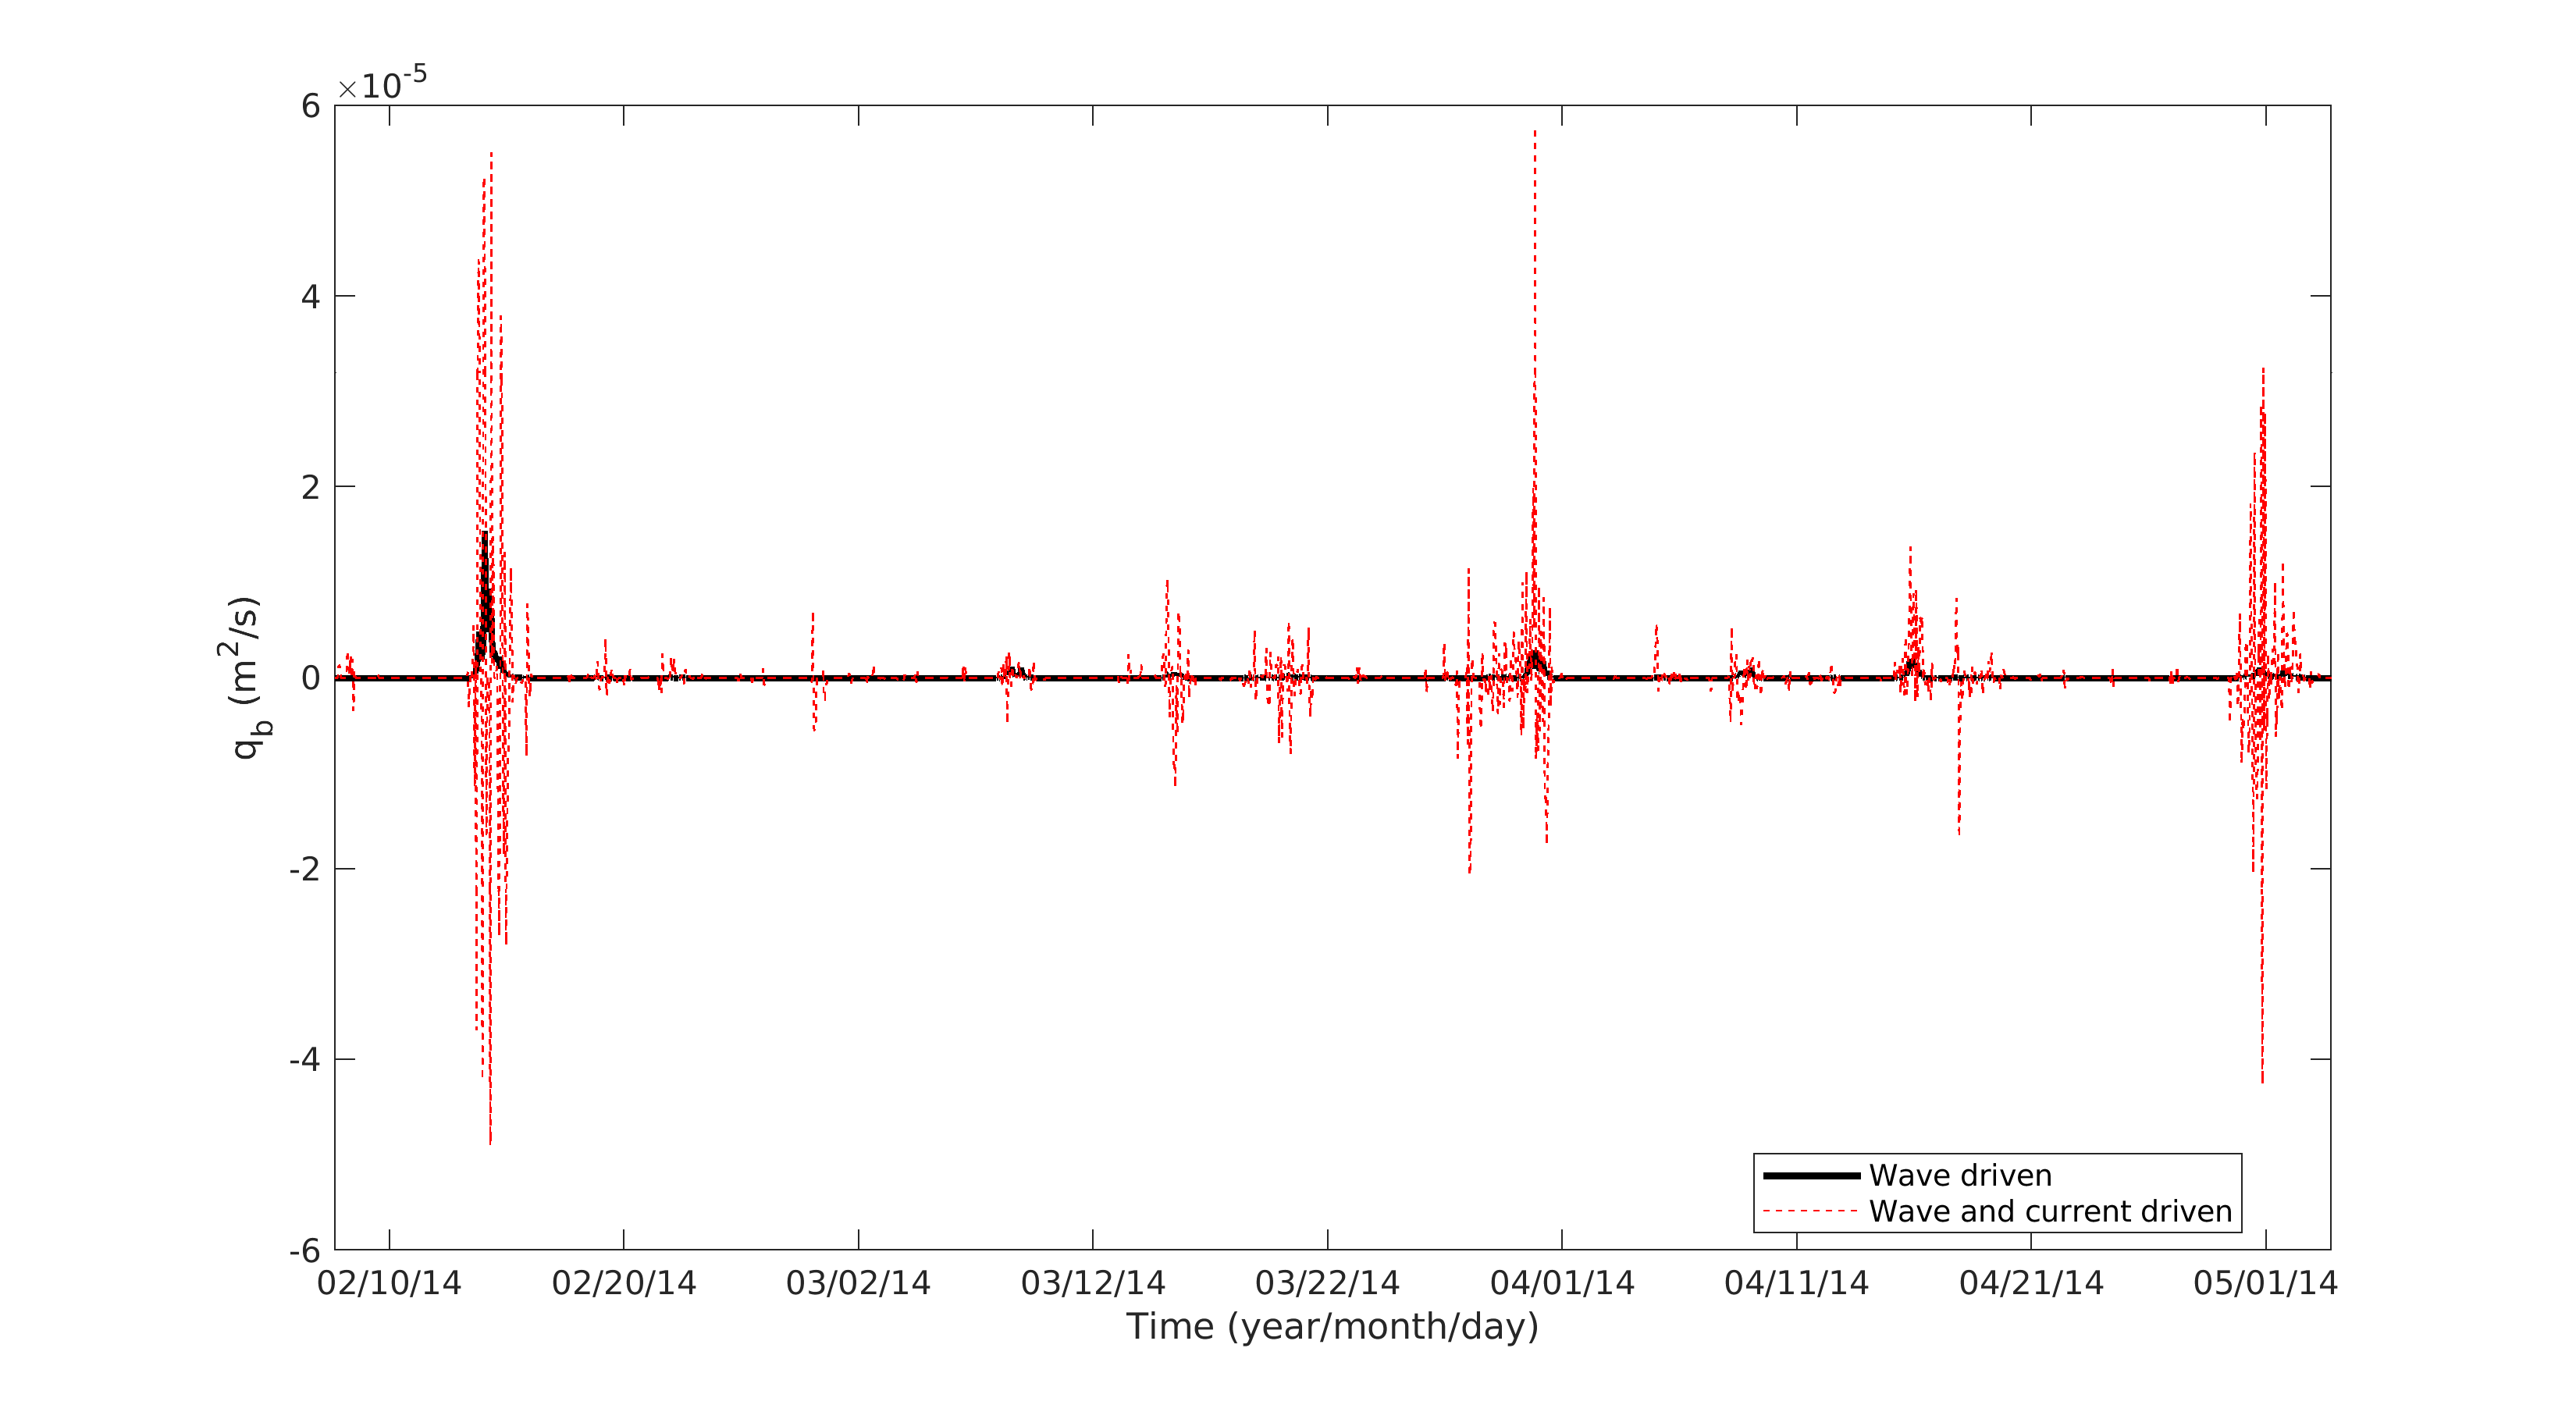 ×10-5
6
4
2
0
-2
-4
-6
qb (m2/s)
02/10/14 02/20/14 03/02/14 03/12/14 03/22/14 04/01/14 04/11/14 04/21/14 05/01/14
Time (year/month/day)
Wave driven
Wave and current driven